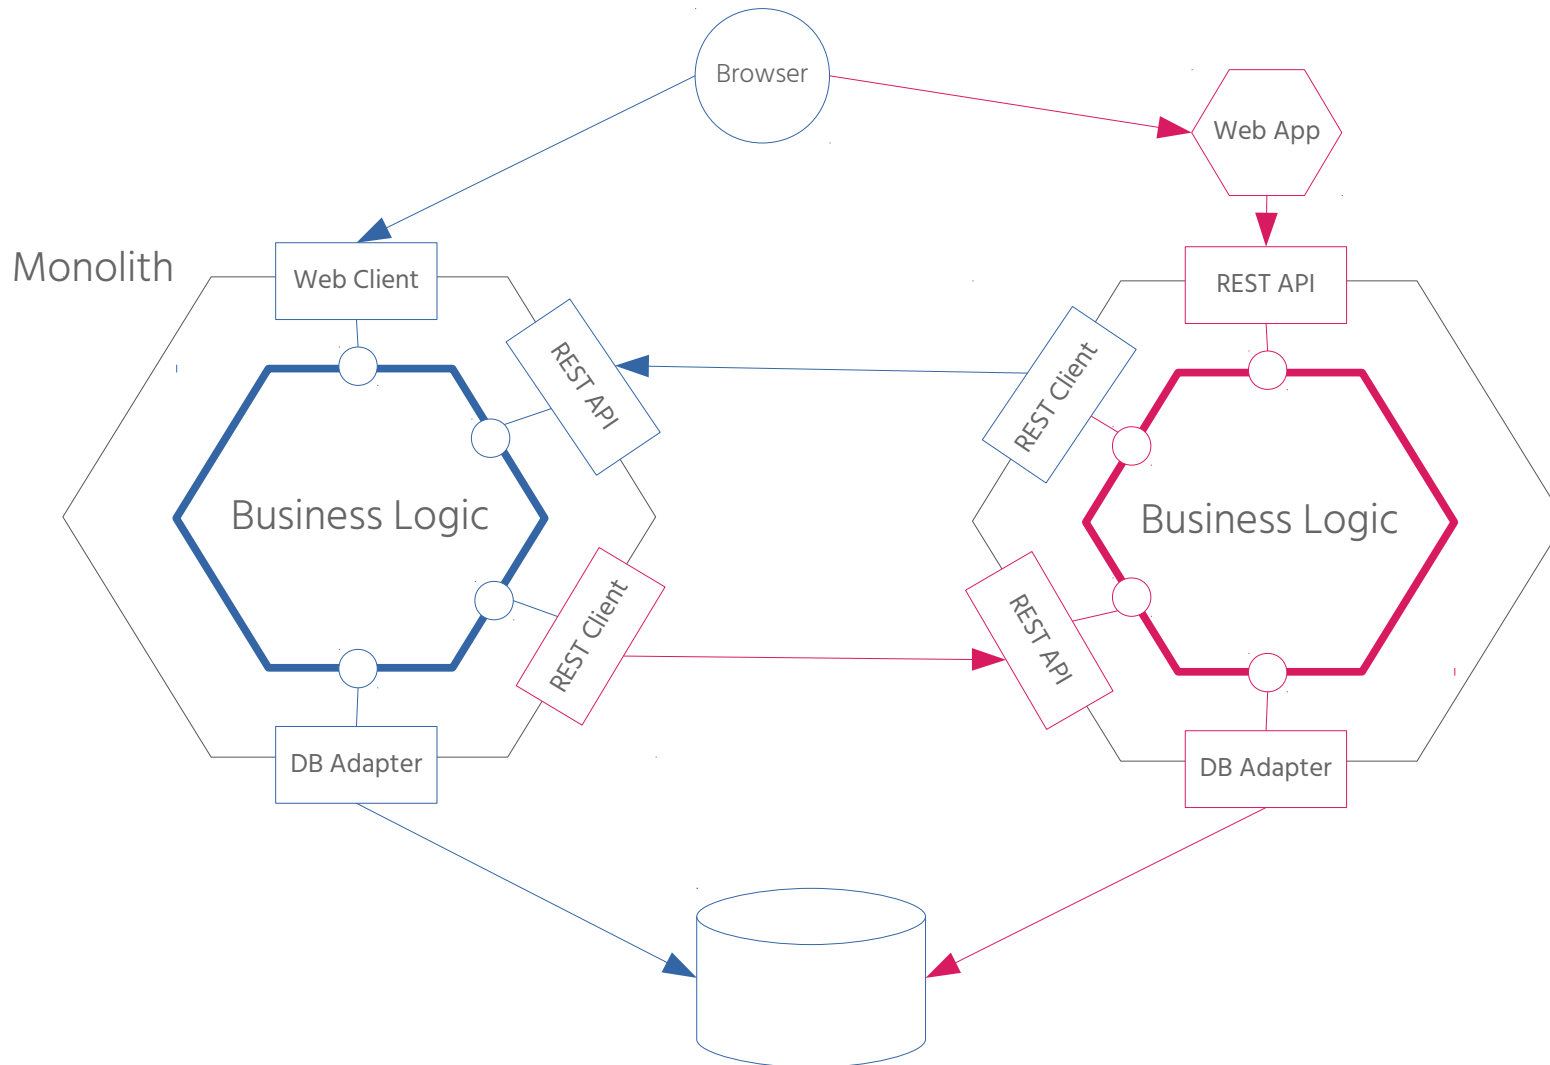 Browser
Web App
Monolith
Web Client
REST API
REST API
REST Client
Business Logic
Business Logic
REST Client
REST API
DB Adapter
DB Adapter